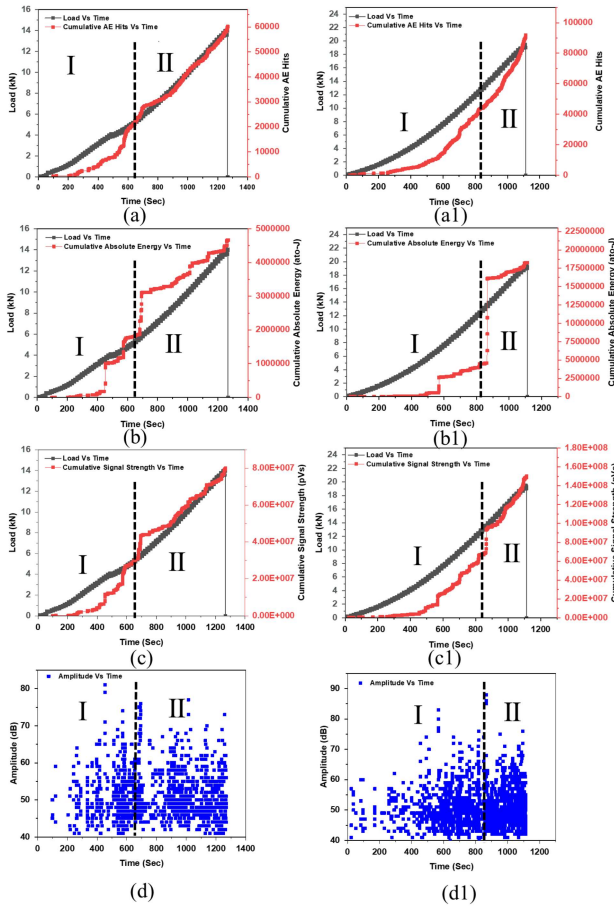 Load Vs Time
Cumulative AE Hits Vs Time
I
II
Load (kN)
16
14
12
10
8
6
4
2
0
60000
50000
40000
30000
20000
10000
0
Cumulative AE Hits
0 200 400 600 800 1000 1200 1400
Time (Sec)
(a)
Load Vs Time
Cumulative AE Hits Vs Time
I
II
Load (kN)
24
22
20
18
16
14
12
10
8
6
4
2
0
100000
80000
60000
40000
20000
0
Cumulative AE Hits
0 200 400 600 800 1000 1200
Time (Sec)
(a1)
Load Vs Time
Cumulative Absolute Energy Vs Time
I
II
Load (kN)
16
14
12
10
8
6
4
2
0
5000000
4000000
3000000
2000000
1000000
0
Cumulative Absolute Energy (ato-J)
0 200 400 600 800 1000 1200 1400
Time (Sec)
(b)
Load Vs Time
Cumulative Absolute Energy Vs Time
I
II
Load (kN)
24
22
20
18
16
14
12
10
8
6
4
2
0
22500000
20000000
17500000
15000000
12500000
10000000
7500000
5000000
2500000
0
Cumulative Absolute Energy (ato-J)
0 200 400 600 800 1000 1200
Time (Sec)
(b1)
Load Vs Time
Cumulative Signal Strength Vs Time
I
II
Load (kN)
16
14
12
10
8
6
4
2
0
8.00E+007
6.00E+007
4.00E+007
2.00E+007
0.00E+000
Cumulative Signal Strength (pVs)
0 200 400 600 800 1000 1200 1400
Time (Sec)
(c)
Load Vs Time
Cumulative Signal Strength Vs Time
I
II
Load (kN)
24
22
20
18
16
14
12
10
8
6
4
2
0
1.80E+008
1.60E+008
1.40E+008
1.20E+008
1.00E+008
8.00E+007
6.00E+007
4.00E+007
2.00E+007
0.00E+000
Cumulative Signal Strength (pVs)
0 200 400 600 800 1000 1200
Time (Sec)
(c1)
Amplitude Vs Time
I
II
Amplitude (dB)
80
70
60
50
40
0 200 400 600 800 1000 1200 1400
Time (Sec)
(d)
Amplitude Vs Time
I
II
Amplitude (dB)
90
80
70
60
50
40
0 200 400 600 800 1000 1200
Time (Sec)
(d1)